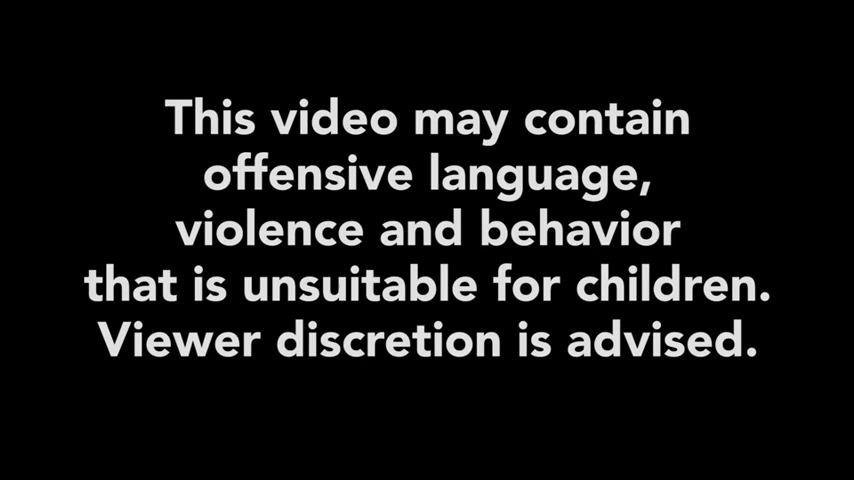 This video may contain
offensive language,
violence and behavior
that is unsuitable for children.
Viewer discretion is advised.